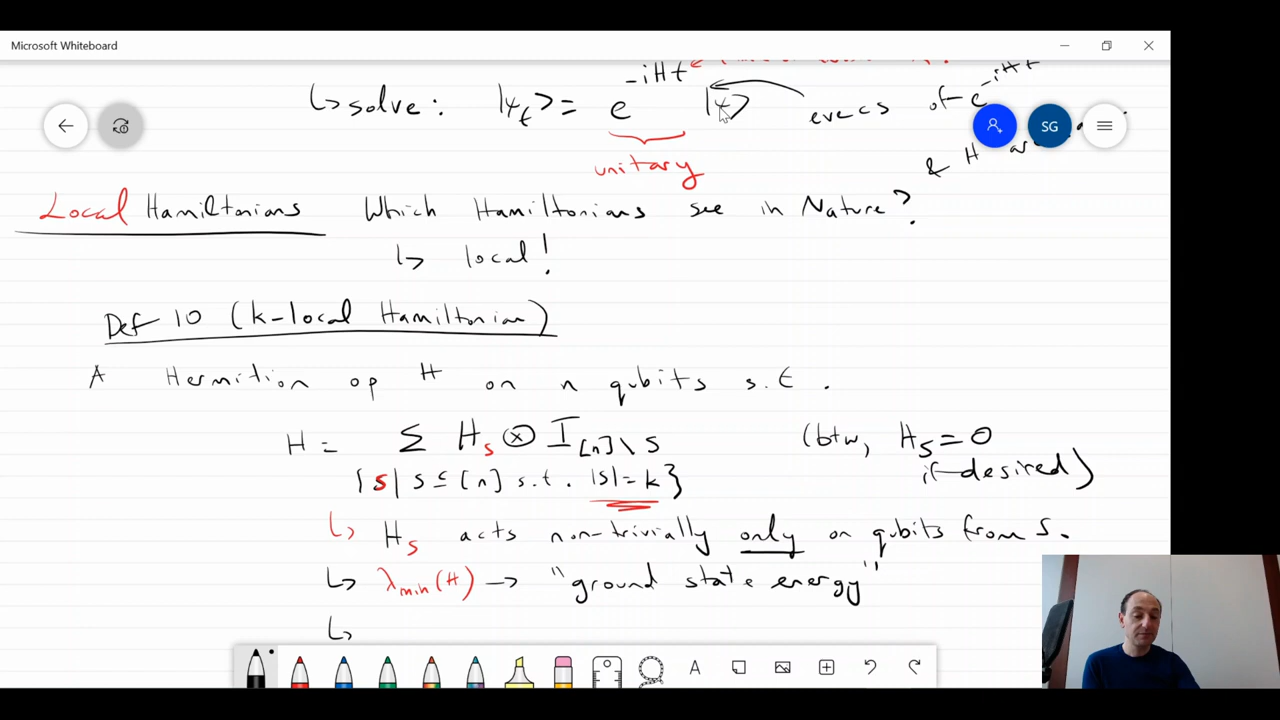 Microsoft Whiteboard
↳ solve: |ψ_t> = e^{-iHt} |ψ> evecs of e^{-iHt}
unitary & H
SG
Local Hamiltonians Which Hamiltonians see in Nature?
↳ local!
Def 10 (k-local Hamiltonian)
A Hermitian op H on n qubits s.t.
H = Σ H_S ⊗ I_{[n]\S} (btw, H_S = 0
{S | S ⊆ [n] s.t. |S| = k} if desired)
↳ H_S acts non-trivially only on qubits from S.
↳ λ_min(H) → "ground state energy"
↳
A